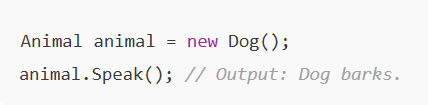 Animal animal = new Dog();
animal.Speak(); // Output: Dog barks.